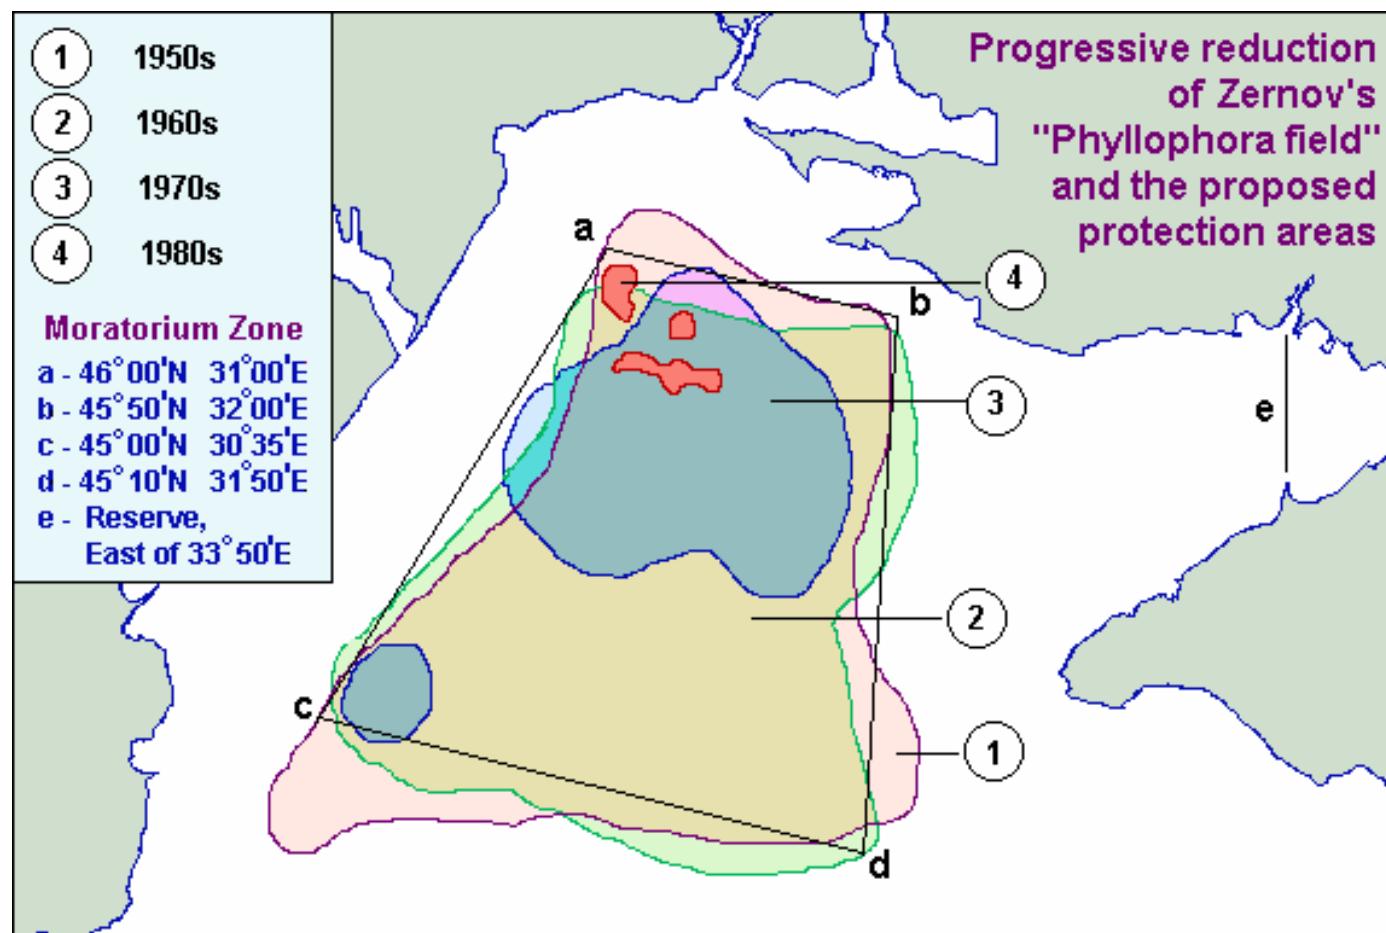 1 1950s
2 1960s
3 1970s
4 1980s
Moratorium Zone
a - 46°00'N 31°00'E
b - 45°50'N 32°00'E
c - 45°00'N 30°35'E
d - 45°10'N 31°50'E
e - Reserve,
East of 33°50'E
Progressive reduction
of Zernov's
"Phyllophora field"
and the proposed
protection areas
a
4
b
3
e
2
c
1
d